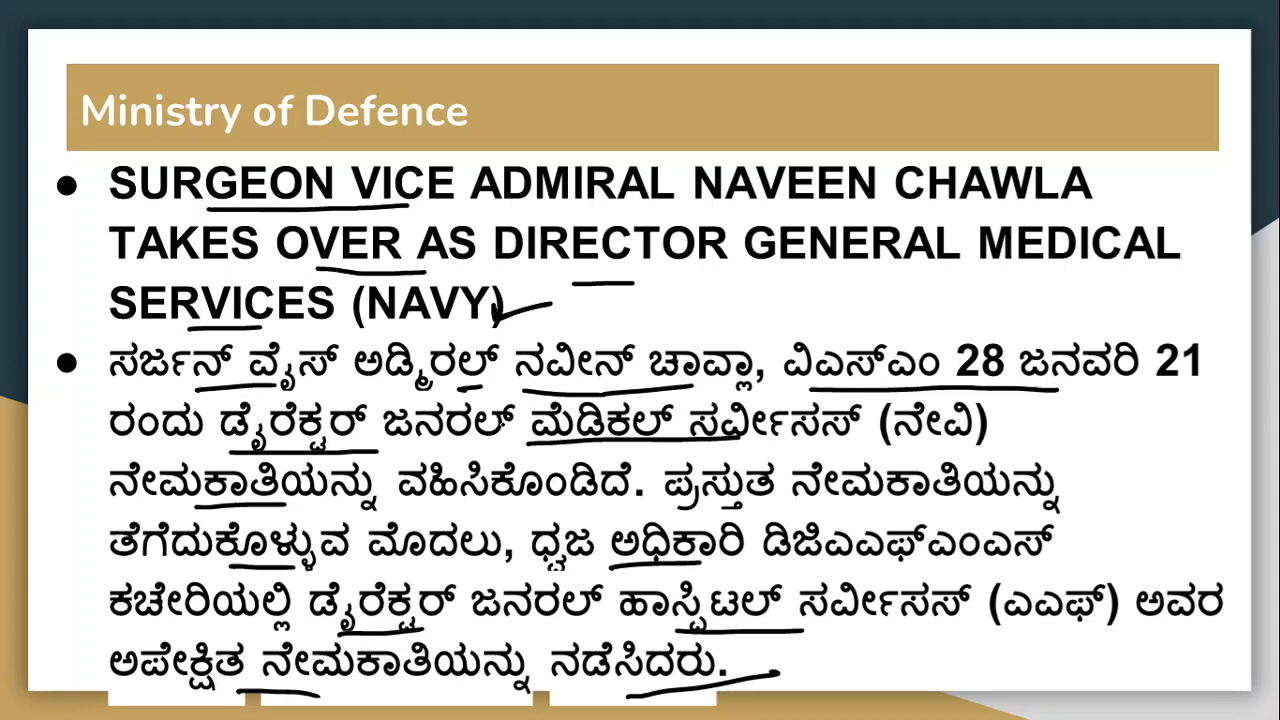 Ministry of Defence
● SURGEON VICE ADMIRAL NAVEEN CHAWLA
TAKES OVER AS DIRECTOR GENERAL MEDICAL
SERVICES (NAVY)
● ಸರ್ಜನ್ ವೈಸ್ ಅಡ್ಮಿರಲ್ ನವೀನ್ ಚಾವ್ಲಾ, ವಿಎಸ್ಎಂ 28 ಜನವರಿ 21
ರಂದು ಡೈರೆಕ್ಟರ್ ಜನರಲ್ ಮೆಡಿಕಲ್ ಸರ್ವೀಸಸ್ (ನೇವಿ)
ನೇಮಕಾತಿಯನ್ನು ವಹಿಸಿಕೊಂಡಿದೆ. ಪ್ರಸ್ತುತ ನೇಮಕಾತಿಯನ್ನು
ತೆಗೆದುಕೊಳ್ಳುವ ಮೊದಲು, ಧ್ವಜ ಅಧಿಕಾರಿ ಡಿಜಿಎಎಫ್ಎಂಎಸ್
ಕಚೇರಿಯಲ್ಲಿ ಡೈರೆಕ್ಟರ್ ಜನರಲ್ ಹಾಸ್ಪಿಟಲ್ ಸರ್ವೀಸಸ್ (ಎಎಫ್) ಅವರ
ಅಪೇಕ್ಷಿತ ನೇಮಕಾತಿಯನ್ನು ನಡೆಸಿದರು.